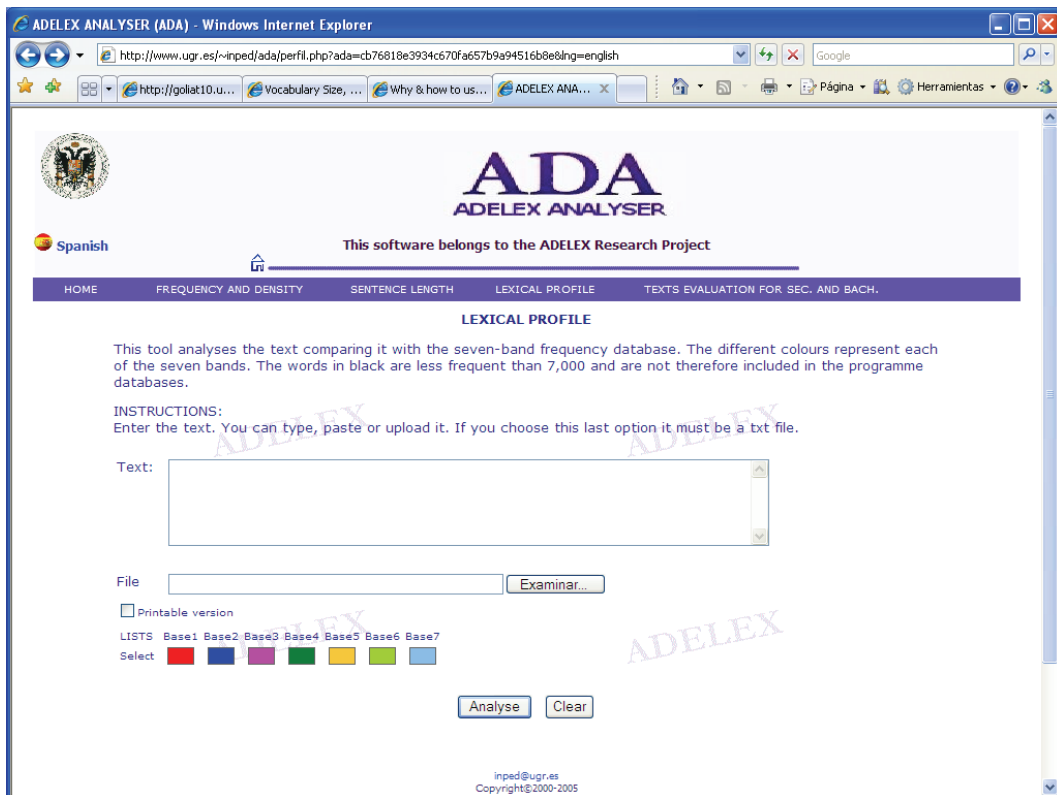 ADELEX ANALYSER (ADA) - Windows Internet Explorer
http://www.ugr.es/~inped/ada/perfil.php?ada=cb76818e3934c670fa657b9a94516b8e&lng=english
Google
http://goliat10.u... Vocabulary Size, ... Why & how to us... ADELEX ANA... Página Herramientas
ADA
ADELEX ANALYSER
Spanish This software belongs to the ADELEX Research Project
HOME FREQUENCY AND DENSITY SENTENCE LENGTH LEXICAL PROFILE TEXTS EVALUATION FOR SEC. AND BACH.
LEXICAL PROFILE
This tool analyses the text comparing it with the seven-band frequency database. The different colours represent each
of the seven bands. The words in black are less frequent than 7,000 and are not therefore included in the programme
databases.
INSTRUCTIONS:
Enter the text. You can type, paste or upload it. If you choose this last option it must be a txt file.
ADELEX ADELEX
Text:
File Examinar...
Printable version
LISTS Base1 Base2 Base3 Base4 Base5 Base6 Base7
Select
ADELEX ADELEX
Analyse Clear
inped@ugr.es
Copyright©2000-2005